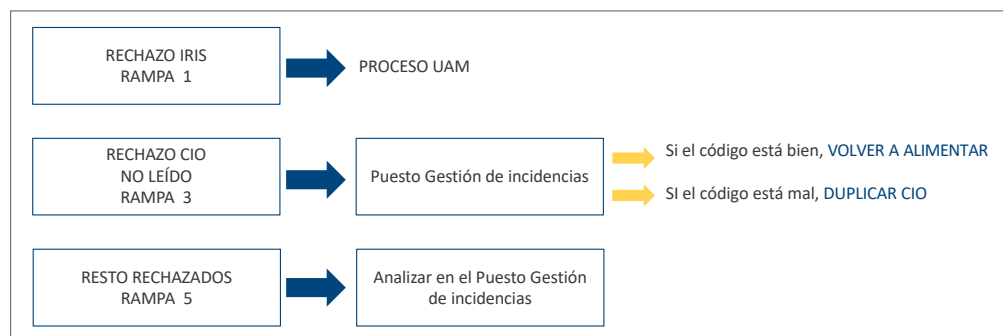 RECHAZO IRIS
RAMPA 1
PROCESO UAM
RECHAZO CIO
NO LEÍDO
RAMPA 3
Puesto Gestión de incidencias
Si el código está bien, VOLVER A ALIMENTAR
SI el código está mal, DUPLICAR CIO
RESTO RECHAZADOS
RAMPA 5
Analizar en el Puesto Gestión
de incidencias